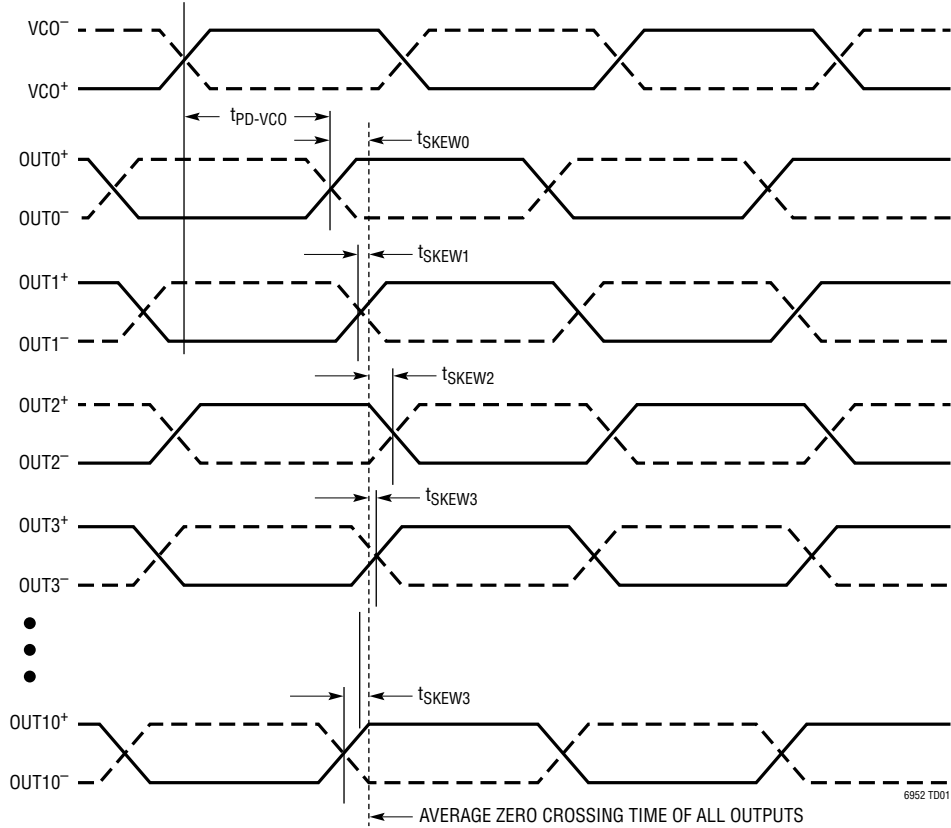 VCO⁻
VCO⁺
tPD-VCO
tSKEW0
OUT0⁺
OUT0⁻
tSKEW1
OUT1⁺
OUT1⁻
tSKEW2
OUT2⁺
OUT2⁻
tSKEW3
OUT3⁺
OUT3⁻
tSKEW3
OUT10⁺
OUT10⁻
6952 TD01
AVERAGE ZERO CROSSING TIME OF ALL OUTPUTS